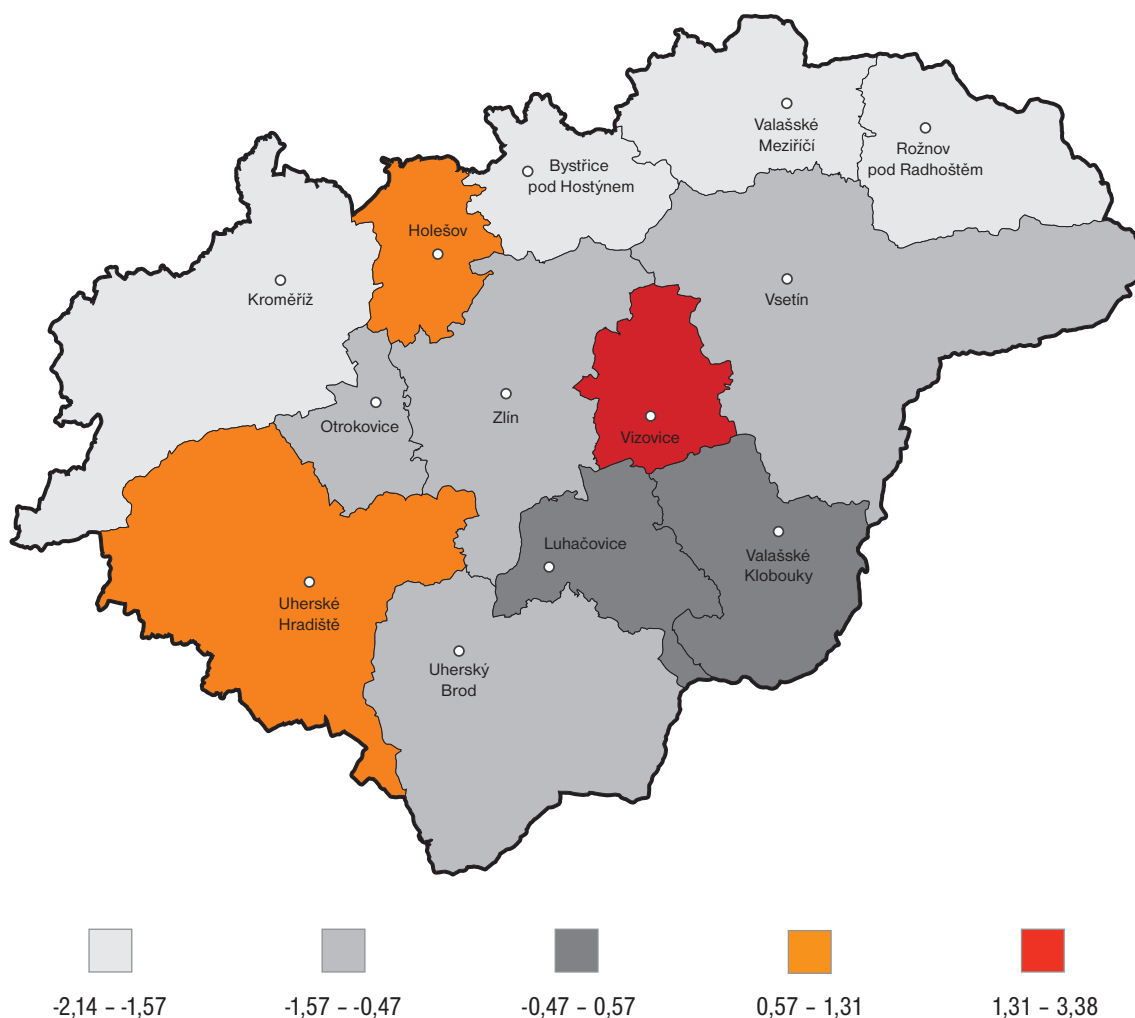 Valašské
Meziříčí
Rožnov
pod Radhoštěm
Bystřice
pod Hostýnem
Holešov
Kroměříž
Vsetín
Zlín
Otrokovice
Vizovice
Luhačovice
Valašské
Klobouky
Uherské
Hradiště
Uherský
Brod
-2,14 – -1,57
-1,57 – -0,47
-0,47 – 0,57
0,57 – 1,31
1,31 – 3,38